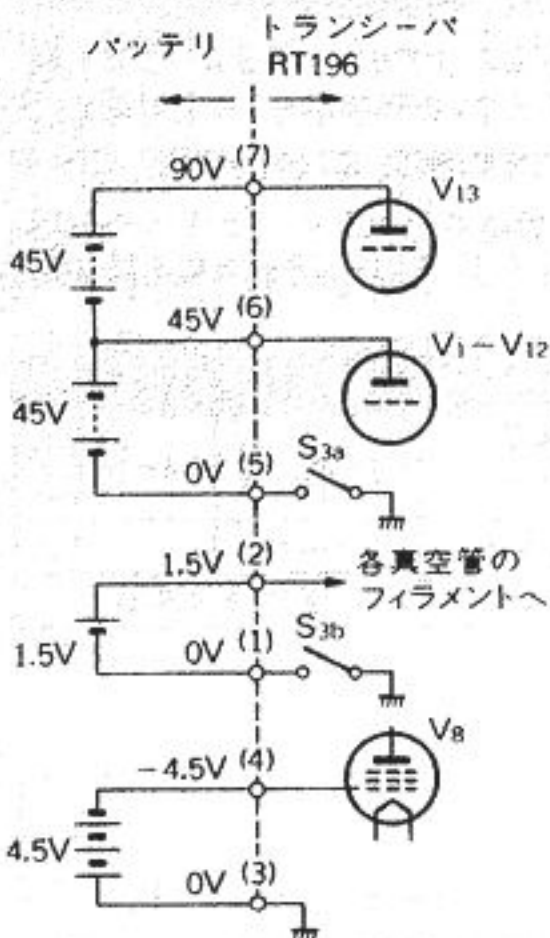 バッテリ
トランシーバ
RT196
90V (7)
V13
45V
45V (6)
V1~V12
45V
0V (5)
S3a
1.5V (2)
各真空管の
フィラメントへ
1.5V
0V (1)
S3b
V8
-4.5V (4)
4.5V
0V (3)